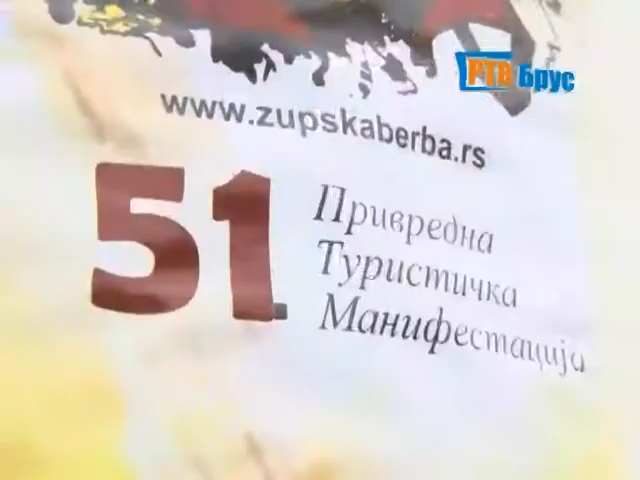 РТВ Брус
www.zupskaberba.rs
51.
Привредна
Туристичка
Манифестација